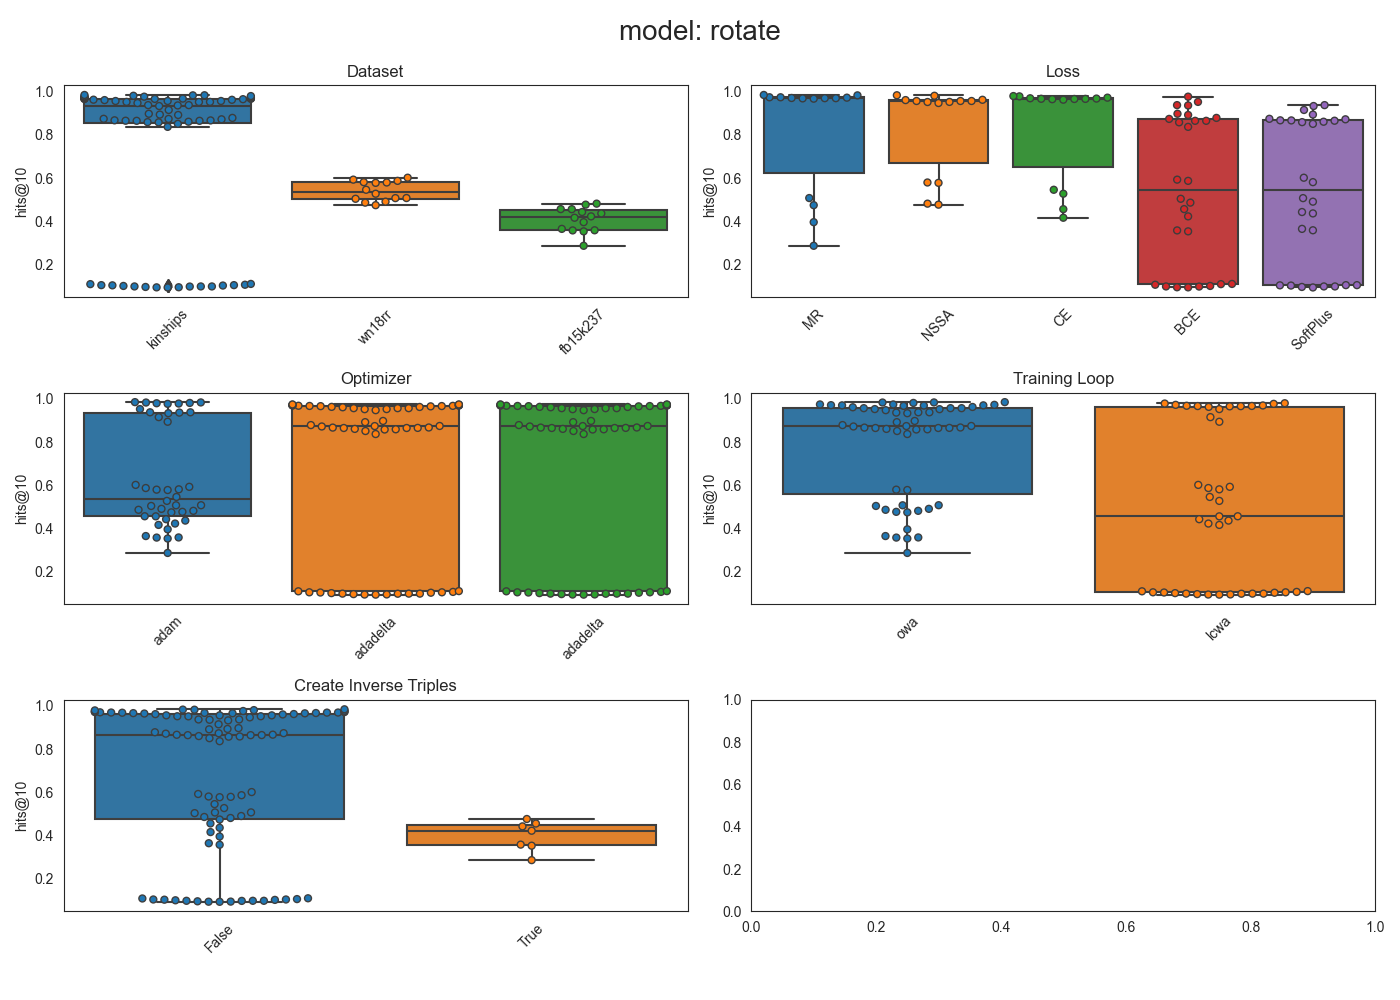 model: rotate
Dataset
Loss
hits@10
1.0
0.8
0.6
0.4
0.2
kinships
wn18rr
fb15k237
hits@10
1.0
0.8
0.6
0.4
0.2
MR
NSSA
CE
BCE
SoftPlus
Optimizer
Training Loop
hits@10
1.0
0.8
0.6
0.4
0.2
adam
adadelta
adadelta
hits@10
1.0
0.8
0.6
0.4
0.2
owa
lcwa
Create Inverse Triples
hits@10
1.0
0.8
0.6
0.4
0.2
False
True
1.0
0.8
0.6
0.4
0.2
0.0
0.0 0.2 0.4 0.6 0.8 1.0